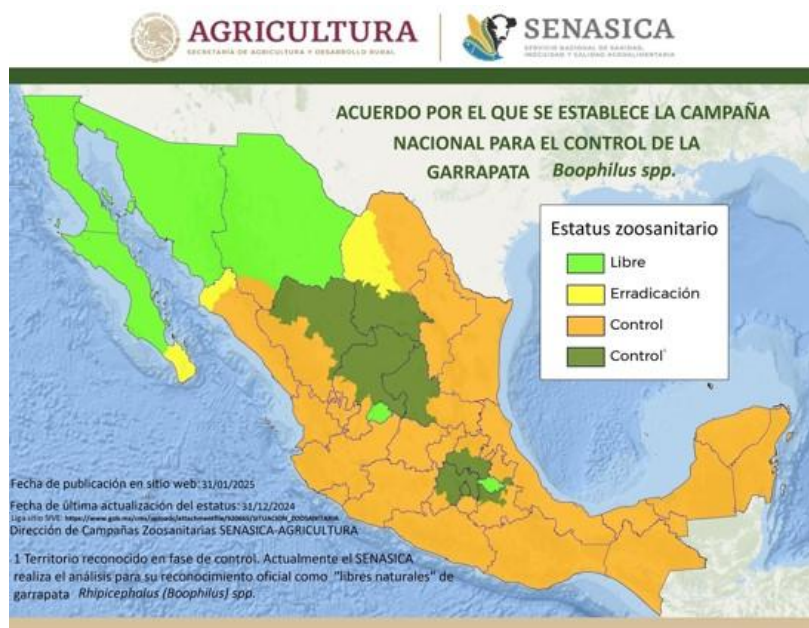 AGRICULTURA
SECRETARÍA DE AGRICULTURA Y DESARROLLO RURAL
SENASICA
SERVICIO NACIONAL DE SANIDAD,
INOCUIDAD Y CALIDAD AGROALIMENTARIA
ACUERDO POR EL QUE SE ESTABLECE LA CAMPAÑA
NACIONAL PARA EL CONTROL DE LA
GARRAPATA Boophilus spp.
Estatus zoosanitario
Libre
Erradicación
Control
Control¹
Fecha de publicación en sitio web: 31/01/2025
Fecha de última actualización del estatus: 31/12/2024
Liga sitio
Dirección de Campañas Zoosanitarias SENASICA-AGRICULTURA
1 Territorio reconocido en fase de control. Actualmente el SENASICA
realiza el análisis para su reconocimiento oficial como "libres naturales" de
garrapata Rhipicephalus (Boophilus) spp.